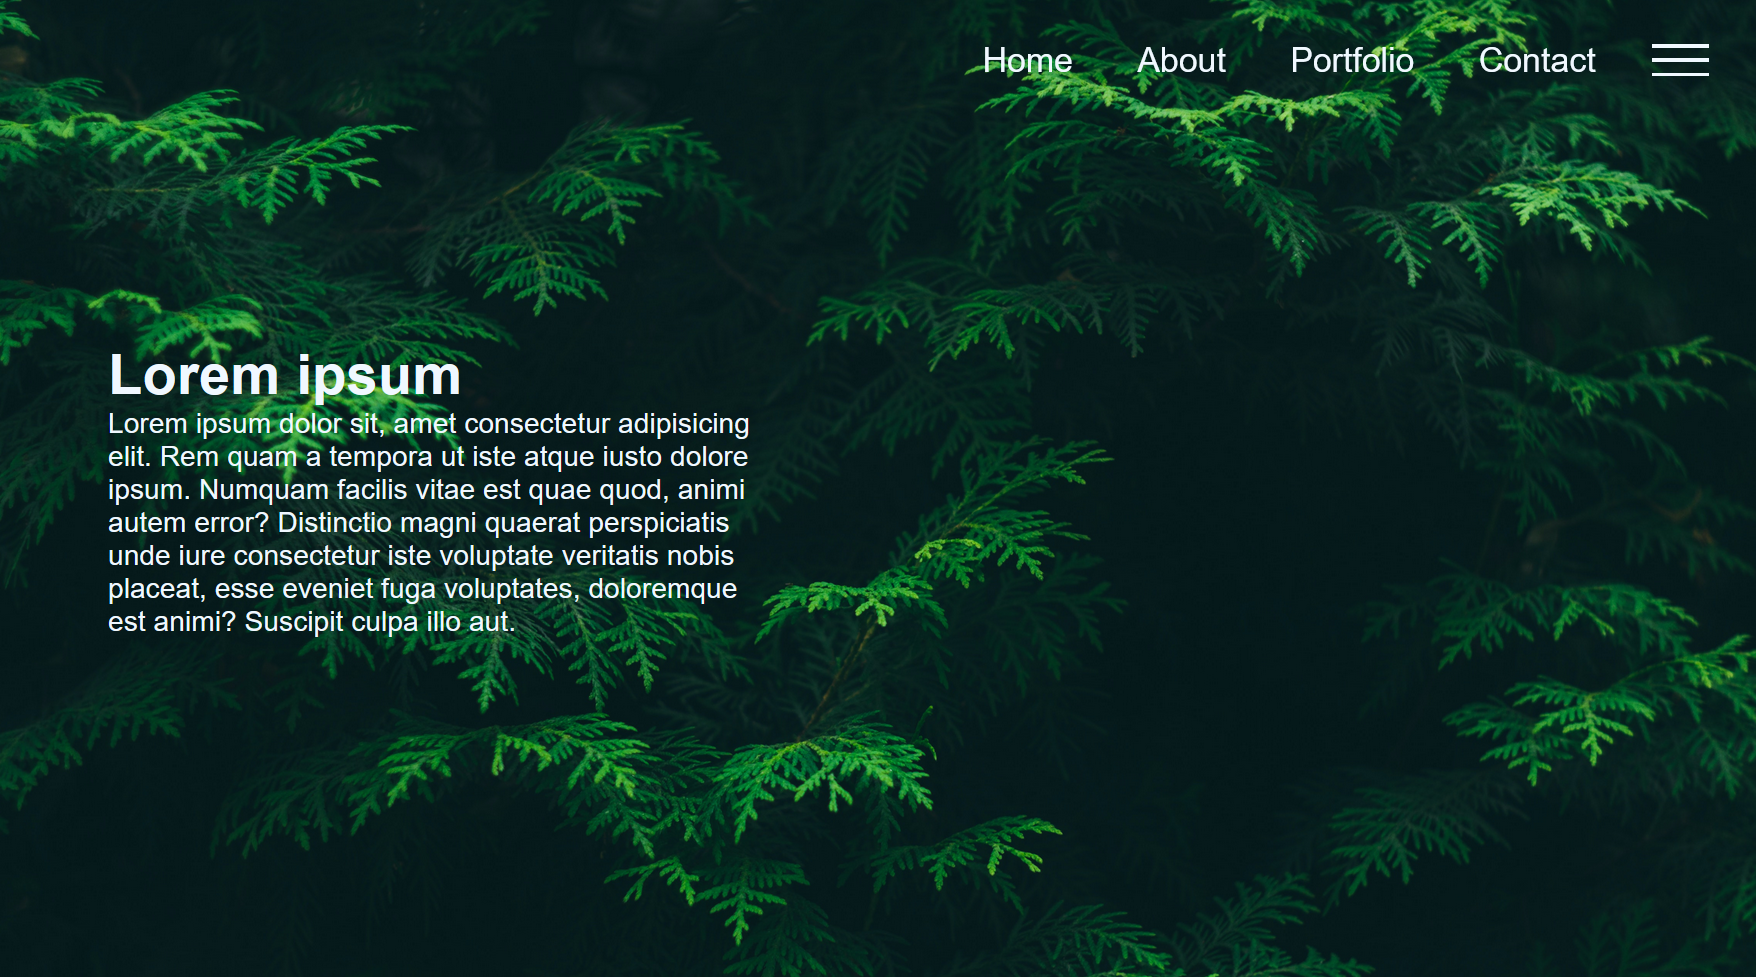 Home About Portfolio Contact
Lorem ipsum
Lorem ipsum dolor sit, amet consectetur adipisicing
elit. Rem quam a tempora ut iste atque iusto dolore
ipsum. Numquam facilis vitae est quae quod, animi
autem error? Distinctio magni quaerat perspiciatis
unde iure consectetur iste voluptate veritatis nobis
placeat, esse eveniet fuga voluptates, doloremque
est animi? Suscipit culpa illo aut.